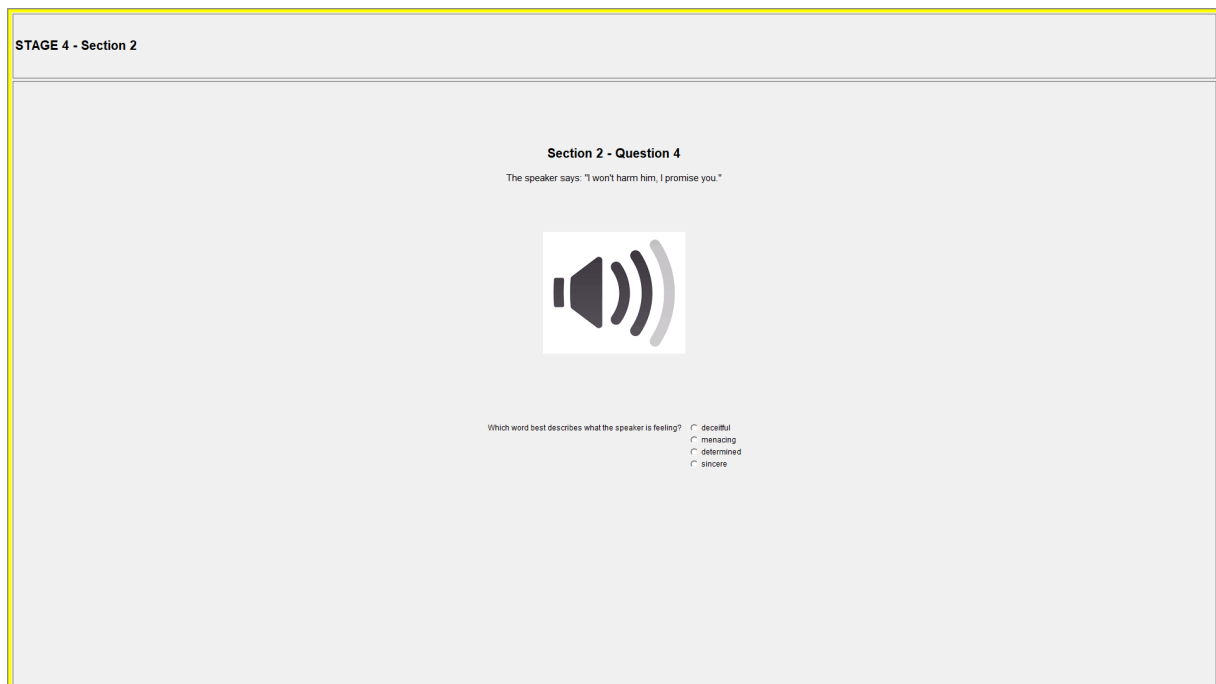 STAGE 4 - Section 2
Section 2 - Question 4
The speaker says: "I won't harm him, I promise you."
Which word best describes what the speaker is feeling? deceitful
menacing
determined
sincere